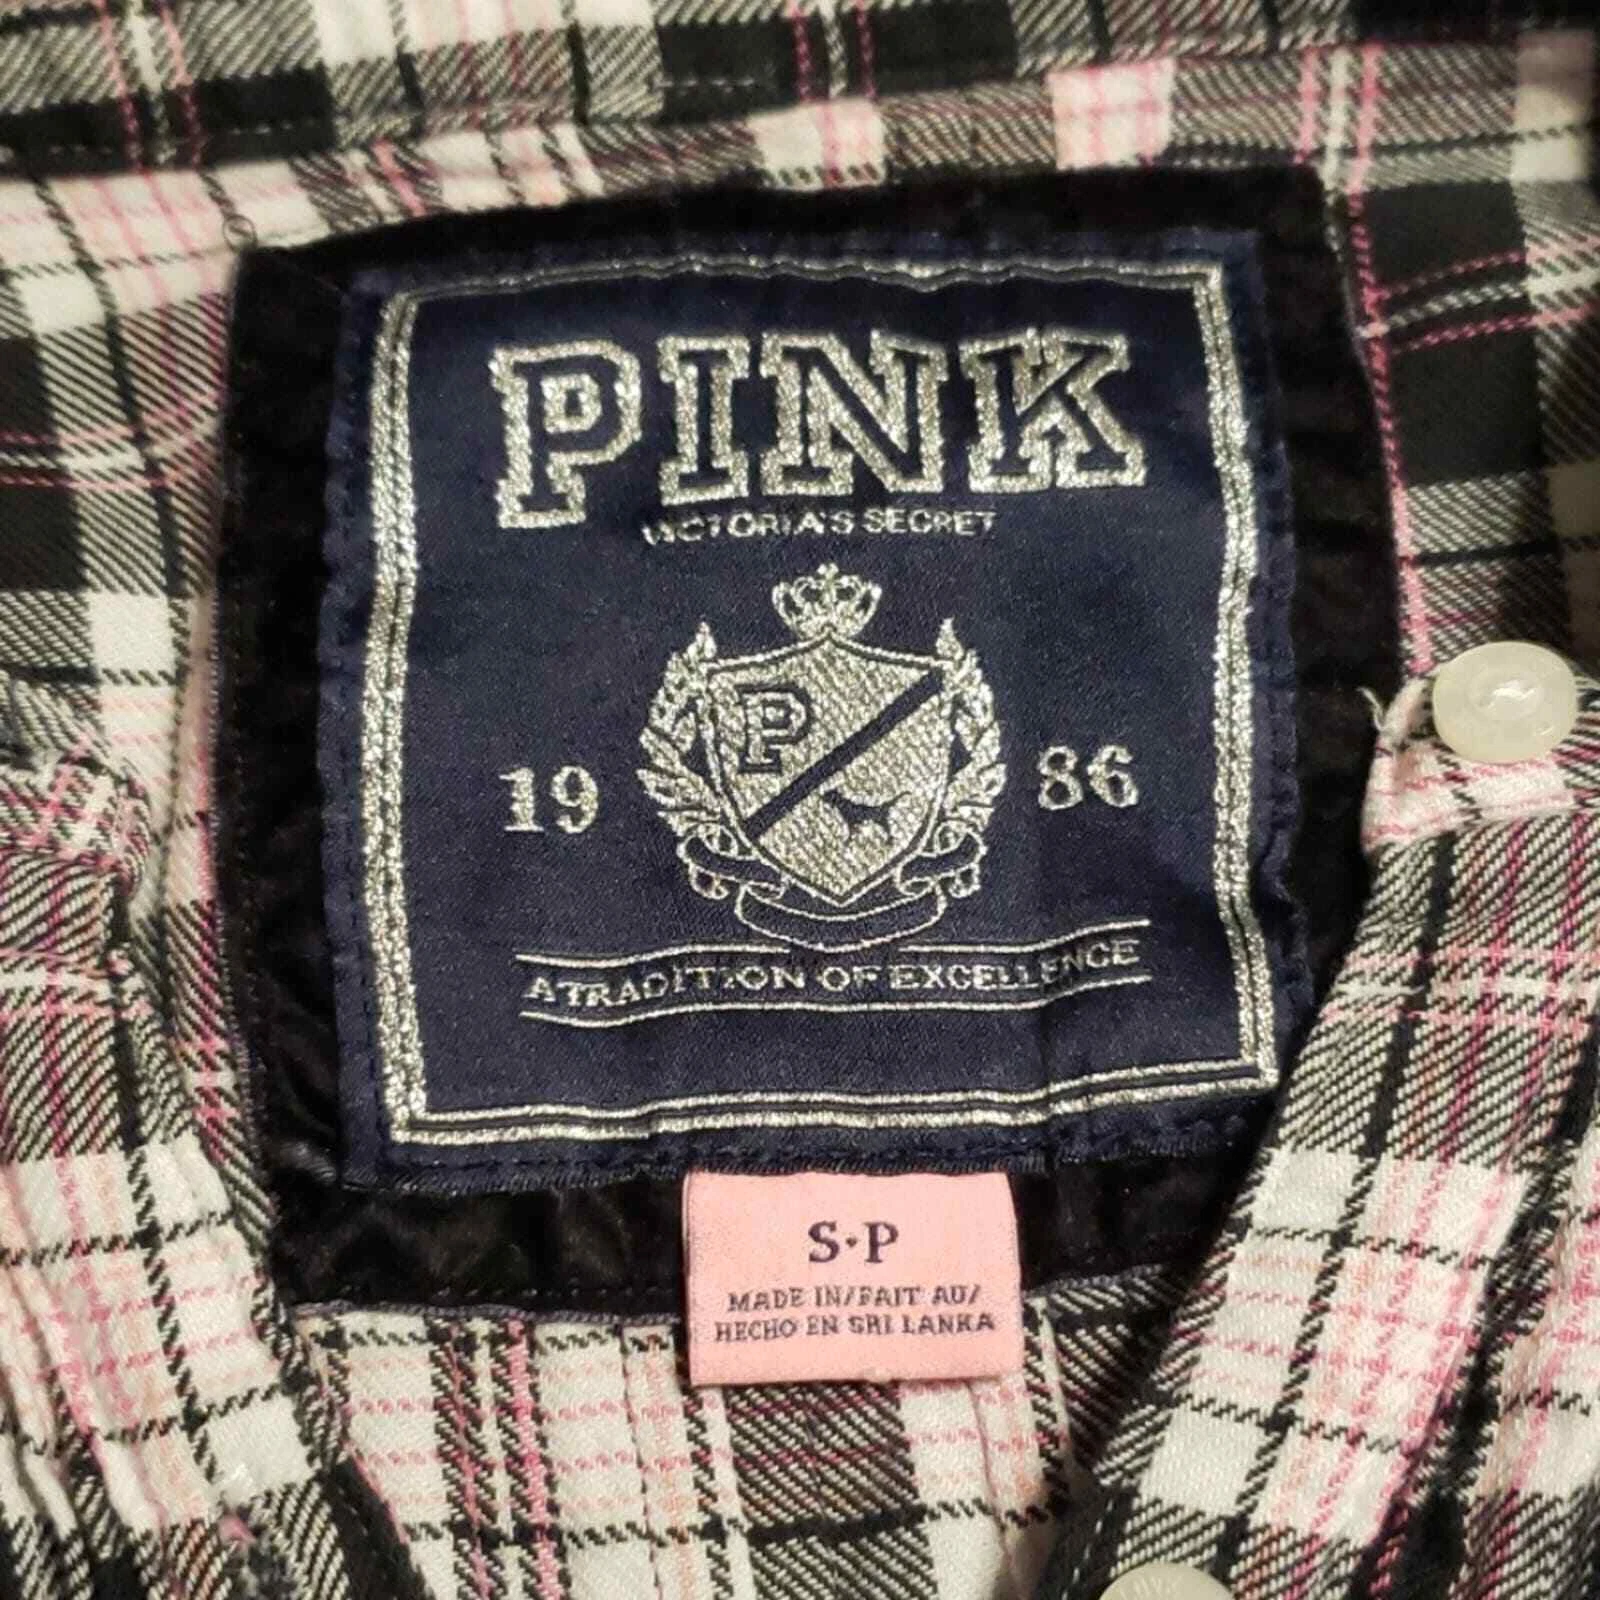 PINK
VICTORIA'S SECRET
P
19 86
A TRADITION OF EXCELLENCE
S·P
MADE IN/FAIT AU/
HECHO EN SRI LANKA